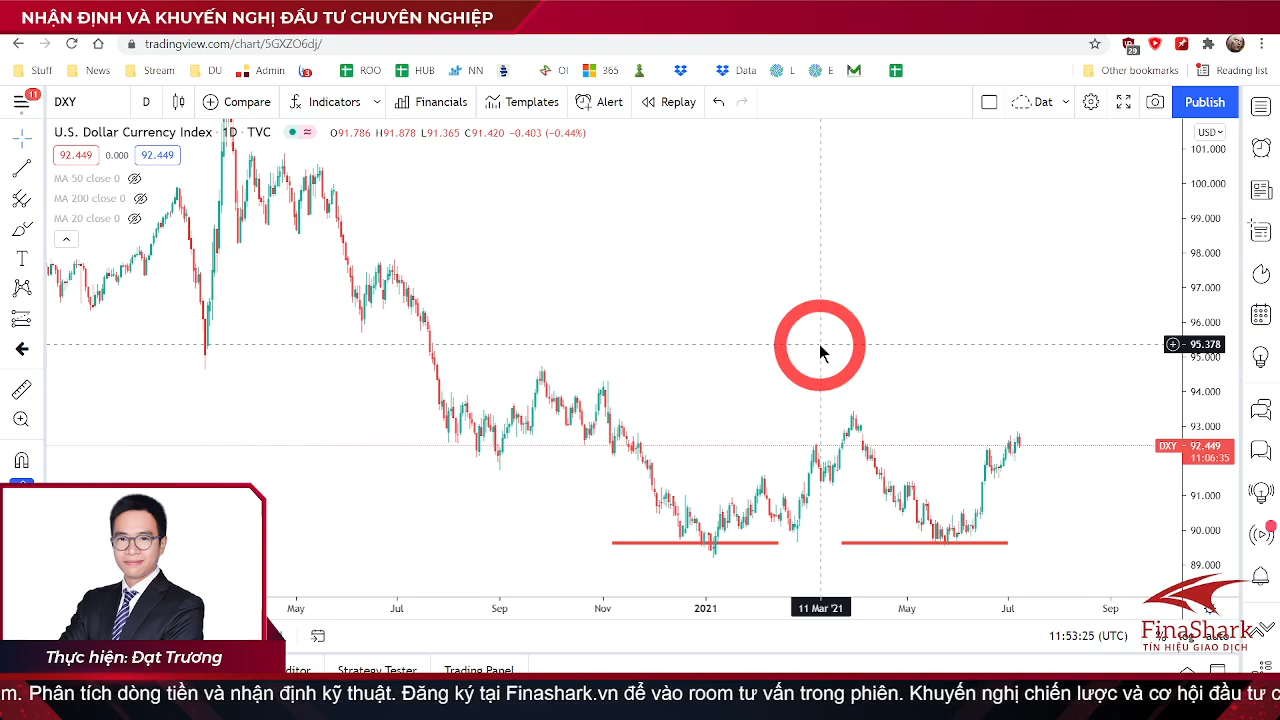 NHẬN ĐỊNH VÀ KHUYẾN NGHỊ ĐẦU TƯ CHUYÊN NGHIỆP
tradingview.com/chart/5GXZO6dj/
29
Stuff News Stream DU Admin ROO HUB NN OI 365 Data L E Other bookmarks Reading list
11 DXY D Compare Indicators Financials Templates Alert Replay Dat Publish
U.S. Dollar Currency Index · 1D · TVC O91.786 H91.878 L91.365 C91.420 −0.403 (−0.44%)
USD
92.449 0.000 92.449
MA 50 close 0
MA 200 close 0
MA 20 close 0
101.000
100.000
99.000
98.000
97.000
96.000
95.378
95.000
94.000
93.000
DXY 92.449
11:06:35
91.000
90.000
89.000
May Jul Sep Nov 2021 11 Mar '21 May Jul Sep
11:53:25 (UTC) % log auto
FinaShark
TÍN HIỆU GIAO DỊCH
Strategy Tester Trading Panel
Thực hiện: Đạt Trương
m. Phân tích dòng tiền và nhận định kỹ thuật. Đăng ký tại Finashark.vn để vào room tư vấn trong phiên. Khuyến nghị chiến lược và cơ hội đầu tư c